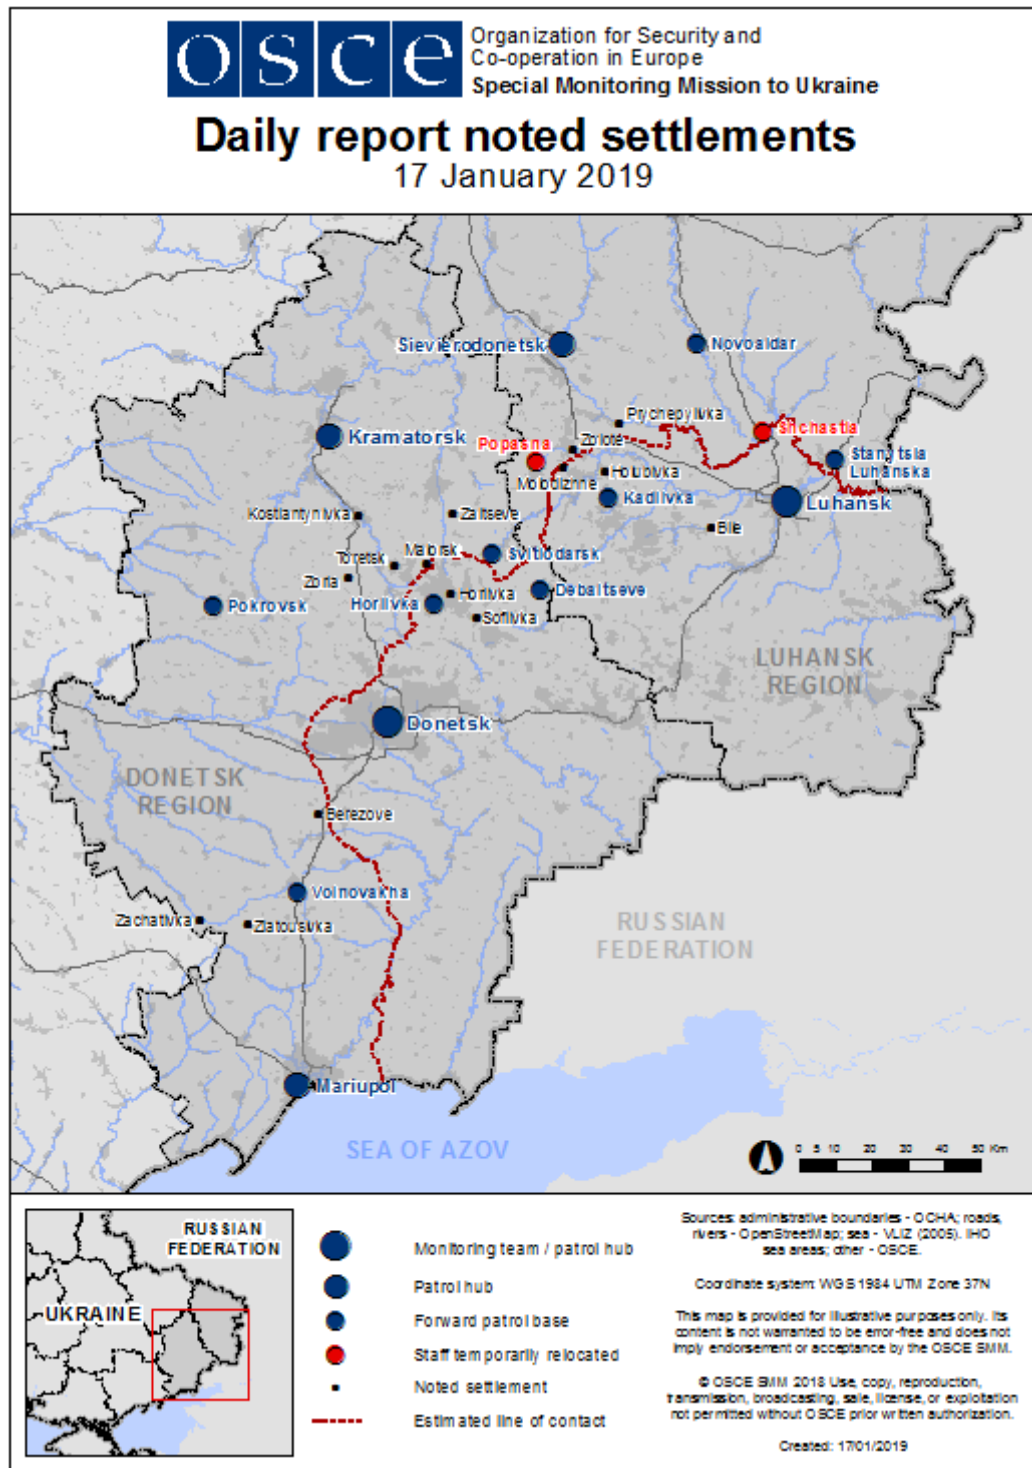 OSCE
Organization for Security and
Co-operation in Europe
Special Monitoring Mission to Ukraine
Daily report noted settlements
17 January 2019
Sievierodonetsk
Novoaidar
Prychepylivka
Shchastia
Kramatorsk
Popasna
Zolote
Stanytsia
Luhanska
Molodizhne
Holubivka
Kadiivka
Luhansk
Kostiantynivka
Zaitseve
Bile
Toretsk
Maiorsk
Svitlodarsk
Zoria
Horlivka
Debaltseve
Pokrovsk
Horlivka
Sofiivka
LUHANSK
REGION
Donetsk
DONETSK
REGION
Berezove
Volnovakha
Zachativka
Zlatoustivka
RUSSIAN
FEDERATION
Mariupol
SEA OF AZOV
0 5 10 20 30 40 50 Km
RUSSIAN
FEDERATION
UKRAINE
Monitoring team / patrol hub
Patrol hub
Forward patrol base
Staff temporarily relocated
Noted settlement
Estimated line of contact
Sources: administrative boundaries - OCHA; roads,
rivers - OpenStreetMap; sea - VLIZ (2005). IHO
sea areas; other - OSCE.
Coordinate system: WGS 1984 UTM Zone 37N
This map is provided for illustrative purposes only. Its
content is not warranted to be error-free and does not
imply endorsement or acceptance by the OSCE SMM.
© OSCE SMM 2018 Use, copy, reproduction,
transmission, broadcasting, sale, license, or exploitation
not permitted without OSCE prior written authorization.
Created: 17/01/2019